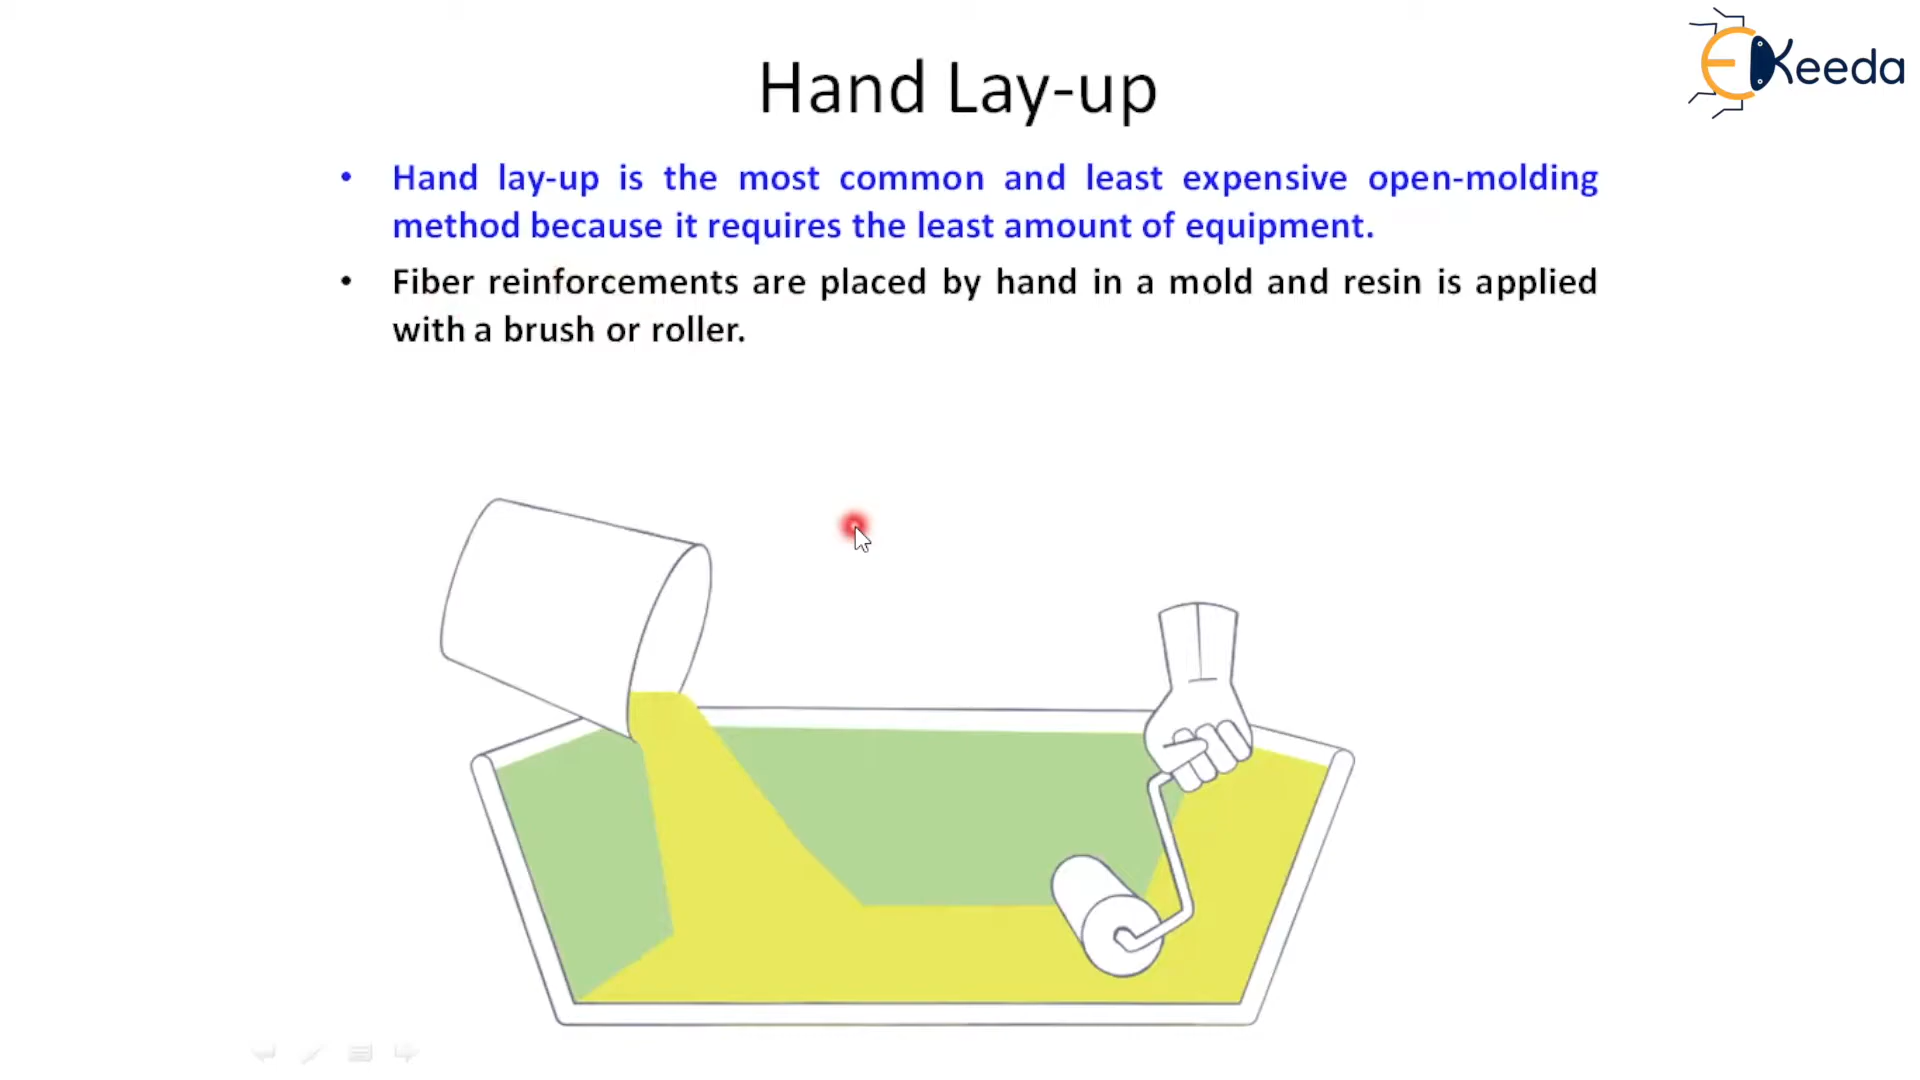 EKeeda
Hand Lay-up
• Hand lay-up is the most common and least expensive open-molding
method because it requires the least amount of equipment.
• Fiber reinforcements are placed by hand in a mold and resin is applied
with a brush or roller.